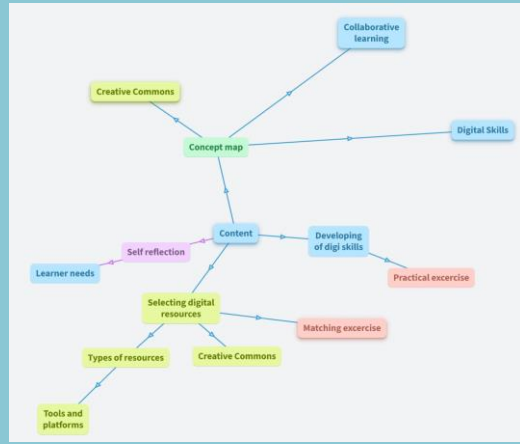 Collaborative
learning
Creative Commons
Digital Skills
Concept map
Content
Developing
of digi skills
Self reflection
Learner needs
Practical excercise
Selecting digital
resources
Matching excercise
Types of resources
Creative Commons
Tools and
platforms